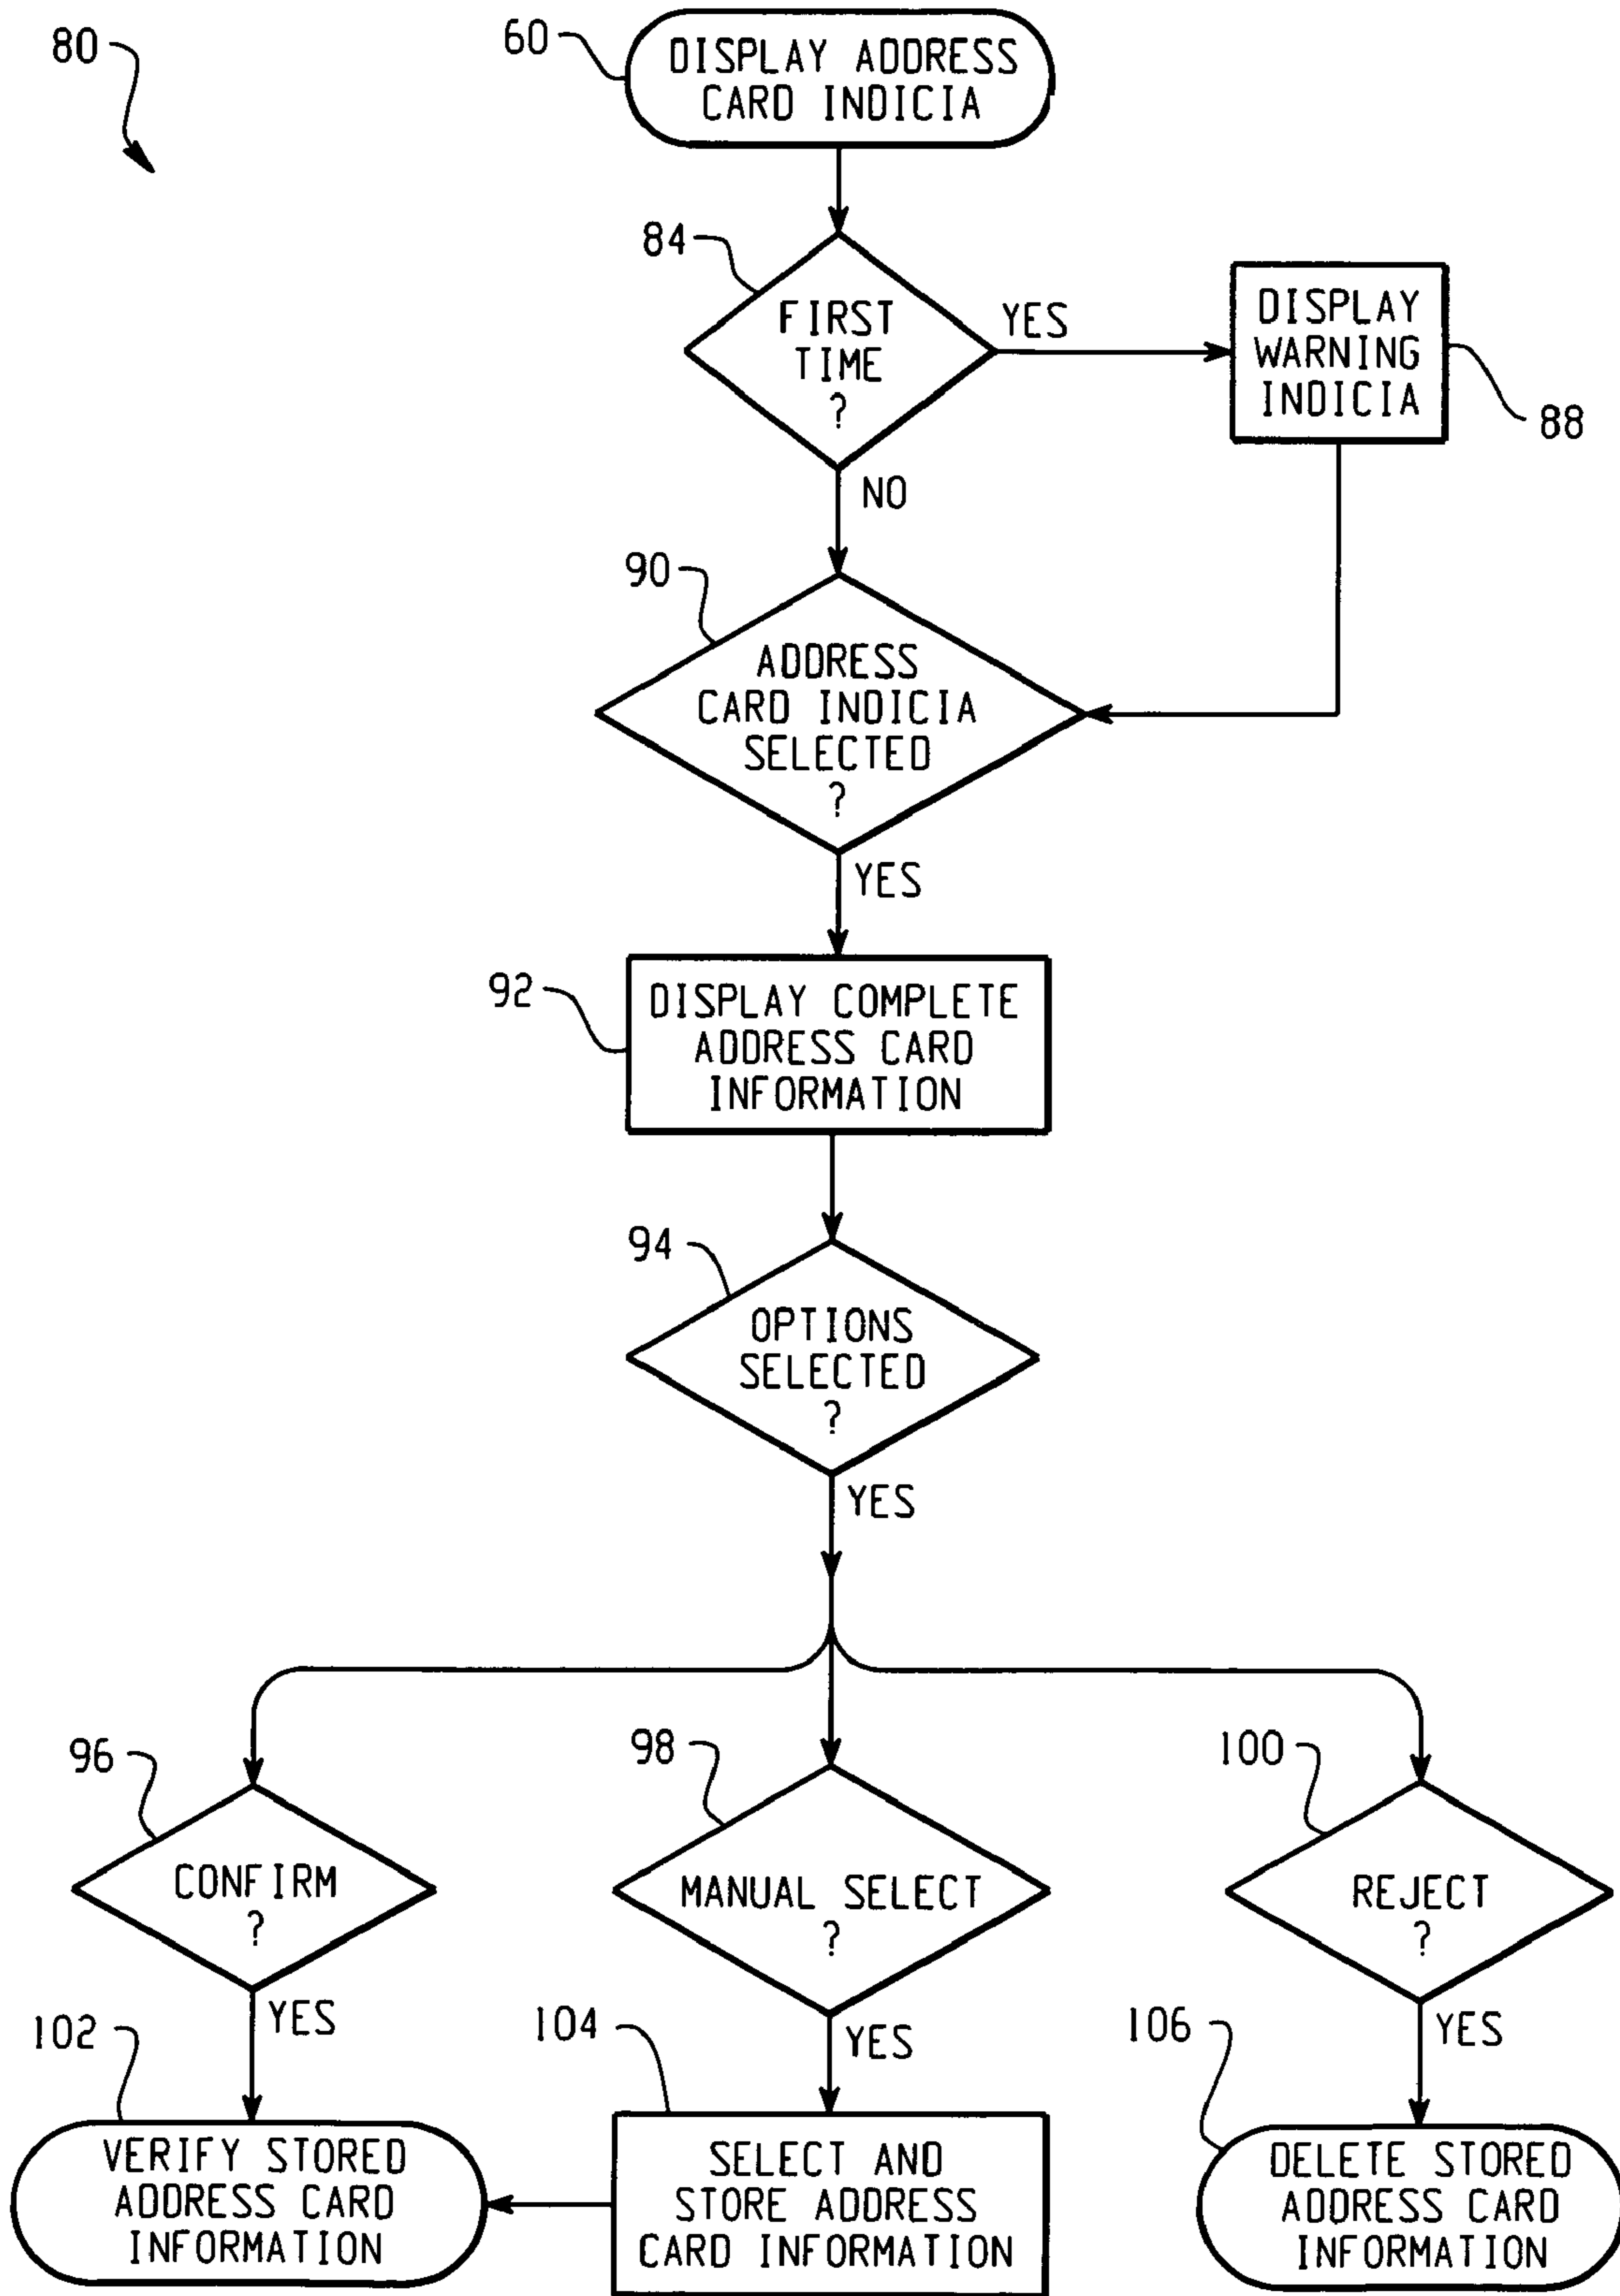 80
60
DISPLAY ADDRESS
CARD INDICIA
84
FIRST
TIME
?
YES
DISPLAY
WARNING
INDICIA
88
NO
90
ADDRESS
CARD INDICIA
SELECTED
?
YES
92
DISPLAY COMPLETE
ADDRESS CARD
INFORMATION
94
OPTIONS
SELECTED
?
YES
96
CONFIRM
?
YES
98
MANUAL SELECT
?
YES
100
REJECT
?
YES
102
VERIFY STORED
ADDRESS CARD
INFORMATION
104
SELECT AND
STORE ADDRESS
CARD INFORMATION
106
DELETE STORED
ADDRESS CARD
INFORMATION